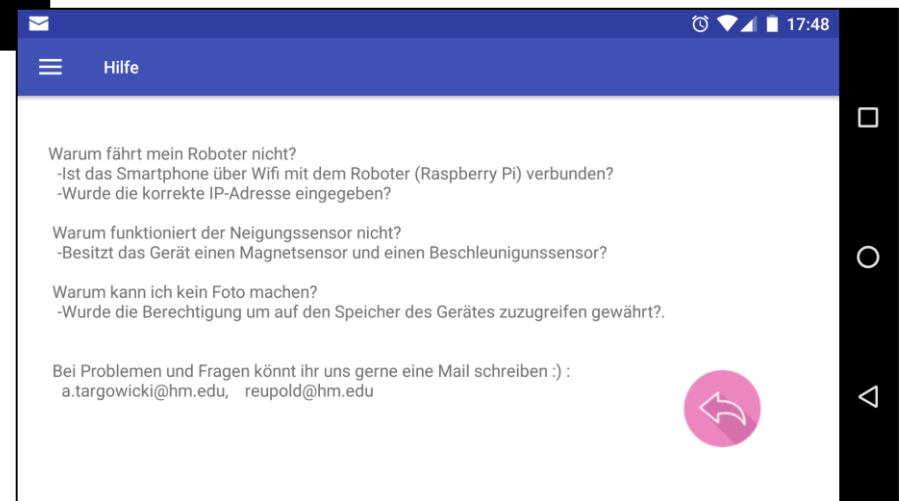 17:48
Hilfe
Warum fährt mein Roboter nicht?
-Ist das Smartphone über Wifi mit dem Roboter (Raspberry Pi) verbunden?
-Wurde die korrekte IP-Adresse eingegeben?
Warum funktioniert der Neigungssensor nicht?
-Besitzt das Gerät einen Magnetsensor und einen Beschleunigunssensor?
Warum kann ich kein Foto machen?
-Wurde die Berechtigung um auf den Speicher des Gerätes zuzugreifen gewährt?.
Bei Problemen und Fragen könnt ihr uns gerne eine Mail schreiben :) :
a.targowicki@hm.edu,   reupold@hm.edu